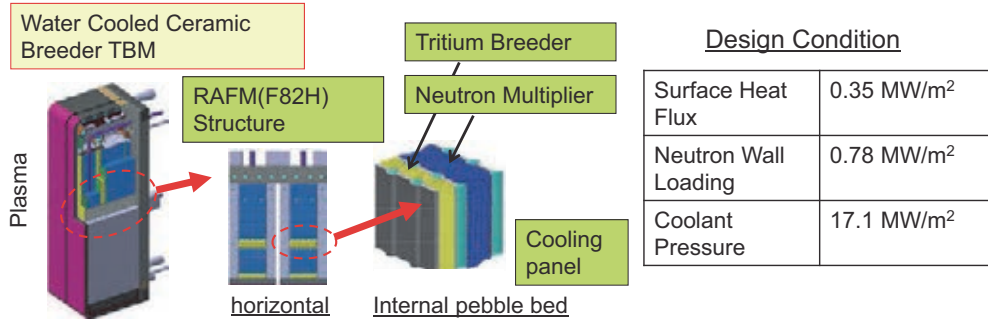 Water Cooled Ceramic
Breeder TBM
Tritium Breeder
Neutron Multiplier
RAFM(F82H)
Structure
Plasma
Cooling
panel
horizontal
Internal pebble bed
Design Condition
Surface Heat
Flux
0.35 MW/m²
Neutron Wall
Loading
0.78 MW/m²
Coolant
Pressure
17.1 MW/m²